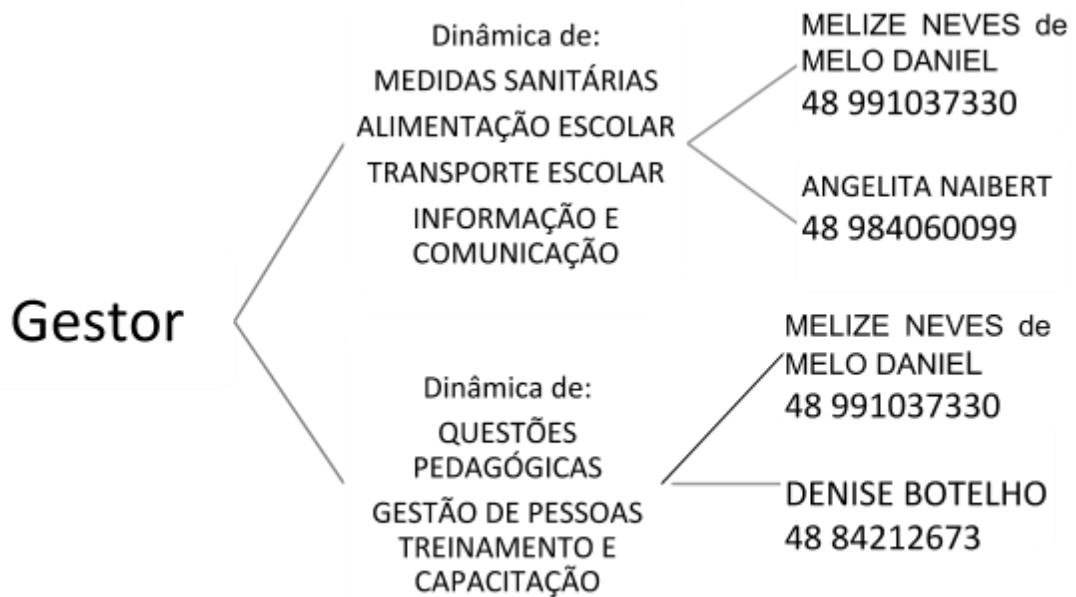 Gestor
Dinâmica de:
MEDIDAS SANITÁRIAS
ALIMENTAÇÃO ESCOLAR
TRANSPORTE ESCOLAR
INFORMAÇÃO E
COMUNICAÇÃO
MELIZE NEVES de
MELO DANIEL
48 991037330
ANGELITA NAIBERT
48 984060099
Dinâmica de:
QUESTÕES
PEDAGÓGICAS
GESTÃO DE PESSOAS
TREINAMENTO E
CAPACITAÇÃO
MELIZE NEVES de
MELO DANIEL
48 991037330
DENISE BOTELHO
48 84212673